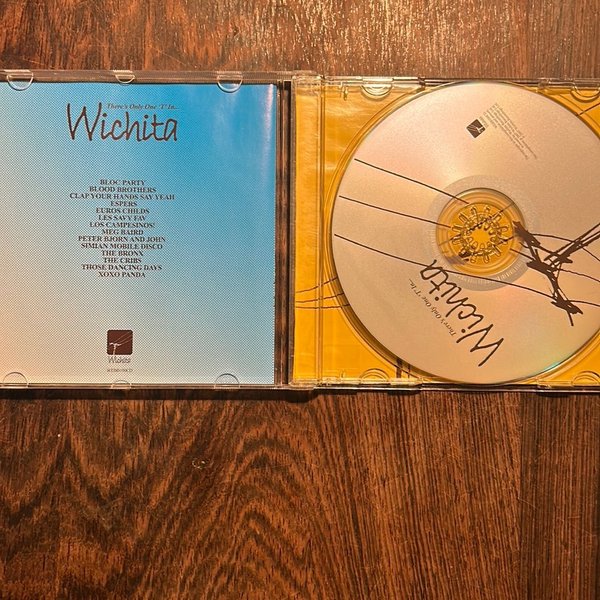 There's Only One 'I' In...
Wichita
BLOC PARTY
BLOOD BROTHERS
CLAP YOUR HANDS SAY YEAH
ESPERS
EUROS CHILDS
LES SAVY FAV
LOS CAMPESINOS!
MEG BAIRD
PETER BJORN AND JOHN
SIMIAN MOBILE DISCO
THE BRONX
THE CRIBS
THOSE DANCING DAYS
XOXO PANDA
Wichita
There's Only One 'I' In...
Wichita